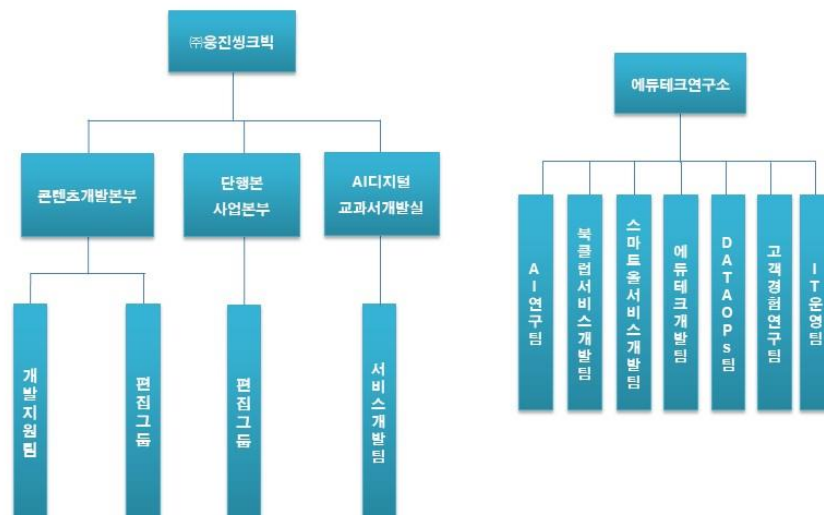 ㈜웅진씽크빅
콘텐츠개발본부
단행본
사업본부
AI디지털
교과서개발실
개발지원팀
편집그룹
편집그룹
서비스개발팀
에듀테크연구소
AI연구팀
북클럽서비스개발팀
스마트올서비스개발팀
에듀테크개발팀
DATAOPs팀
고객경험연구팀
IT운영팀